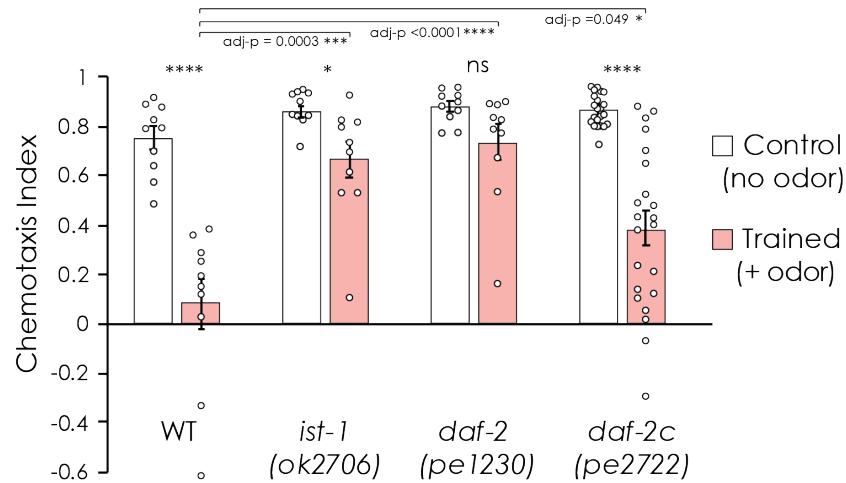 adj-p =0.049 *
adj-p <0.0001****
adj-p = 0.0003 ***
**** * ns ****
Chemotaxis Index
1
0.8
0.6
0.4
0.2
0
-0.2
-0.4
-0.6
WT
ist-1
(ok2706)
daf-2
(pe1230)
daf-2c
(pe2722)
Control
(no odor)
Trained
(+ odor)